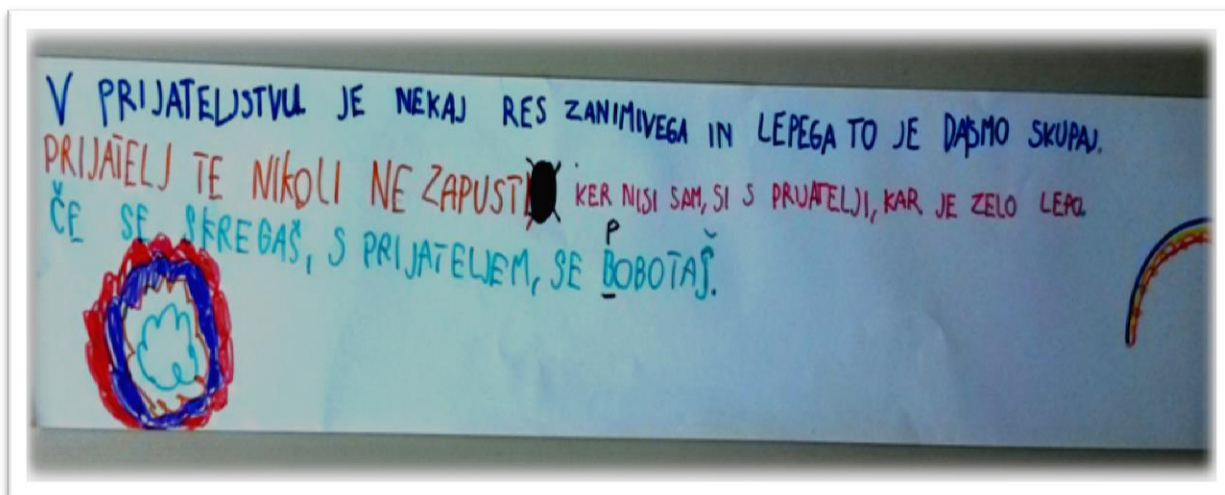 V PRIJATELJSTVU JE NEKAJ RES ZANIMIVEGA IN LEPEGA TO JE DA SMO SKUPAJ.
PRIJATELJ TE NIKOLI NE ZAPUSTI KER NISI SAM, SI S PRIJATELJI, KAR JE ZELO LEPO.
P
ČE SE SKREGAŠ, S PRIJATELJEM, SE BOBOTAŠ.